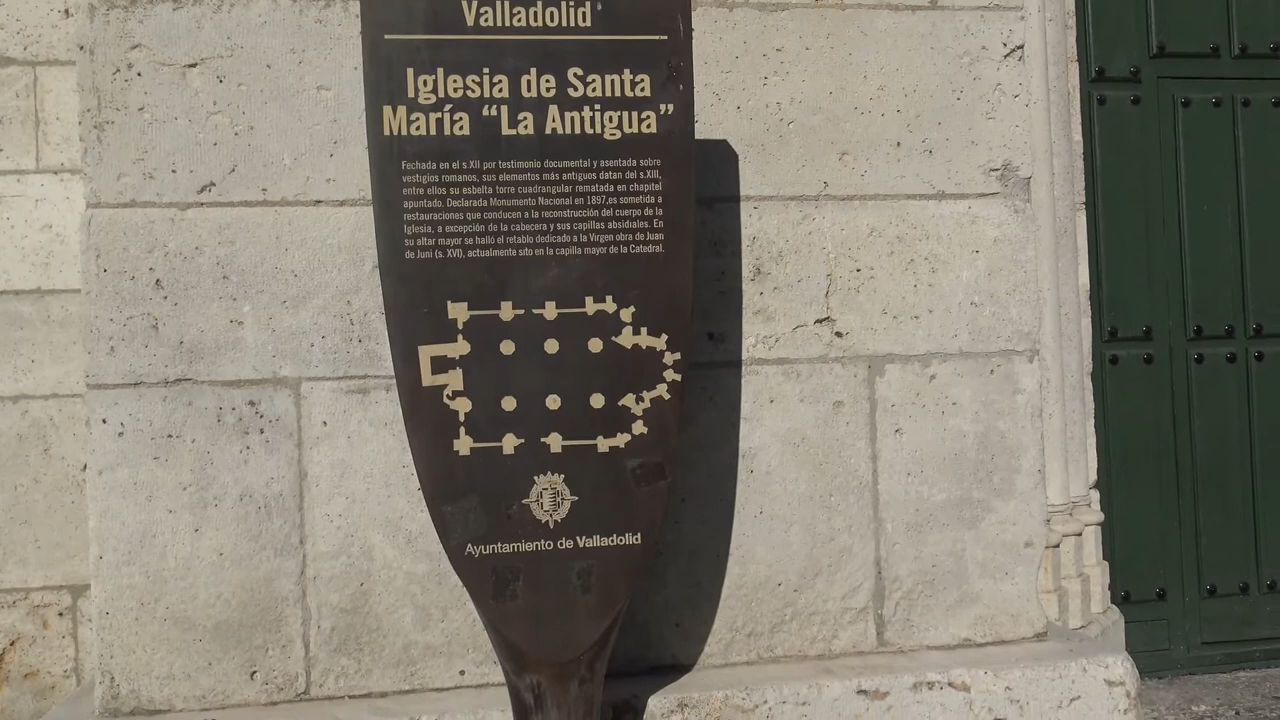 Valladolid
Iglesia de Santa
María “La Antigua”
Fechada en el s.XII por testimonio documental y asentada sobre
vestigios romanos, sus elementos más antiguos datan del s.XIII,
entre ellos su esbelta torre cuadrangular rematada en chapitel
apuntado. Declarada Monumento Nacional en 1897,es sometida a
restauraciones que conducen a la reconstrucción del cuerpo de la
Iglesia, a excepción de la cabecera y sus capillas absidiales. En
su altar mayor se halló el retablo dedicado a la Virgen obra de Juan
de Juni (s. XVI), actualmente sito en la capilla mayor de la Catedral.
Ayuntamiento de Valladolid